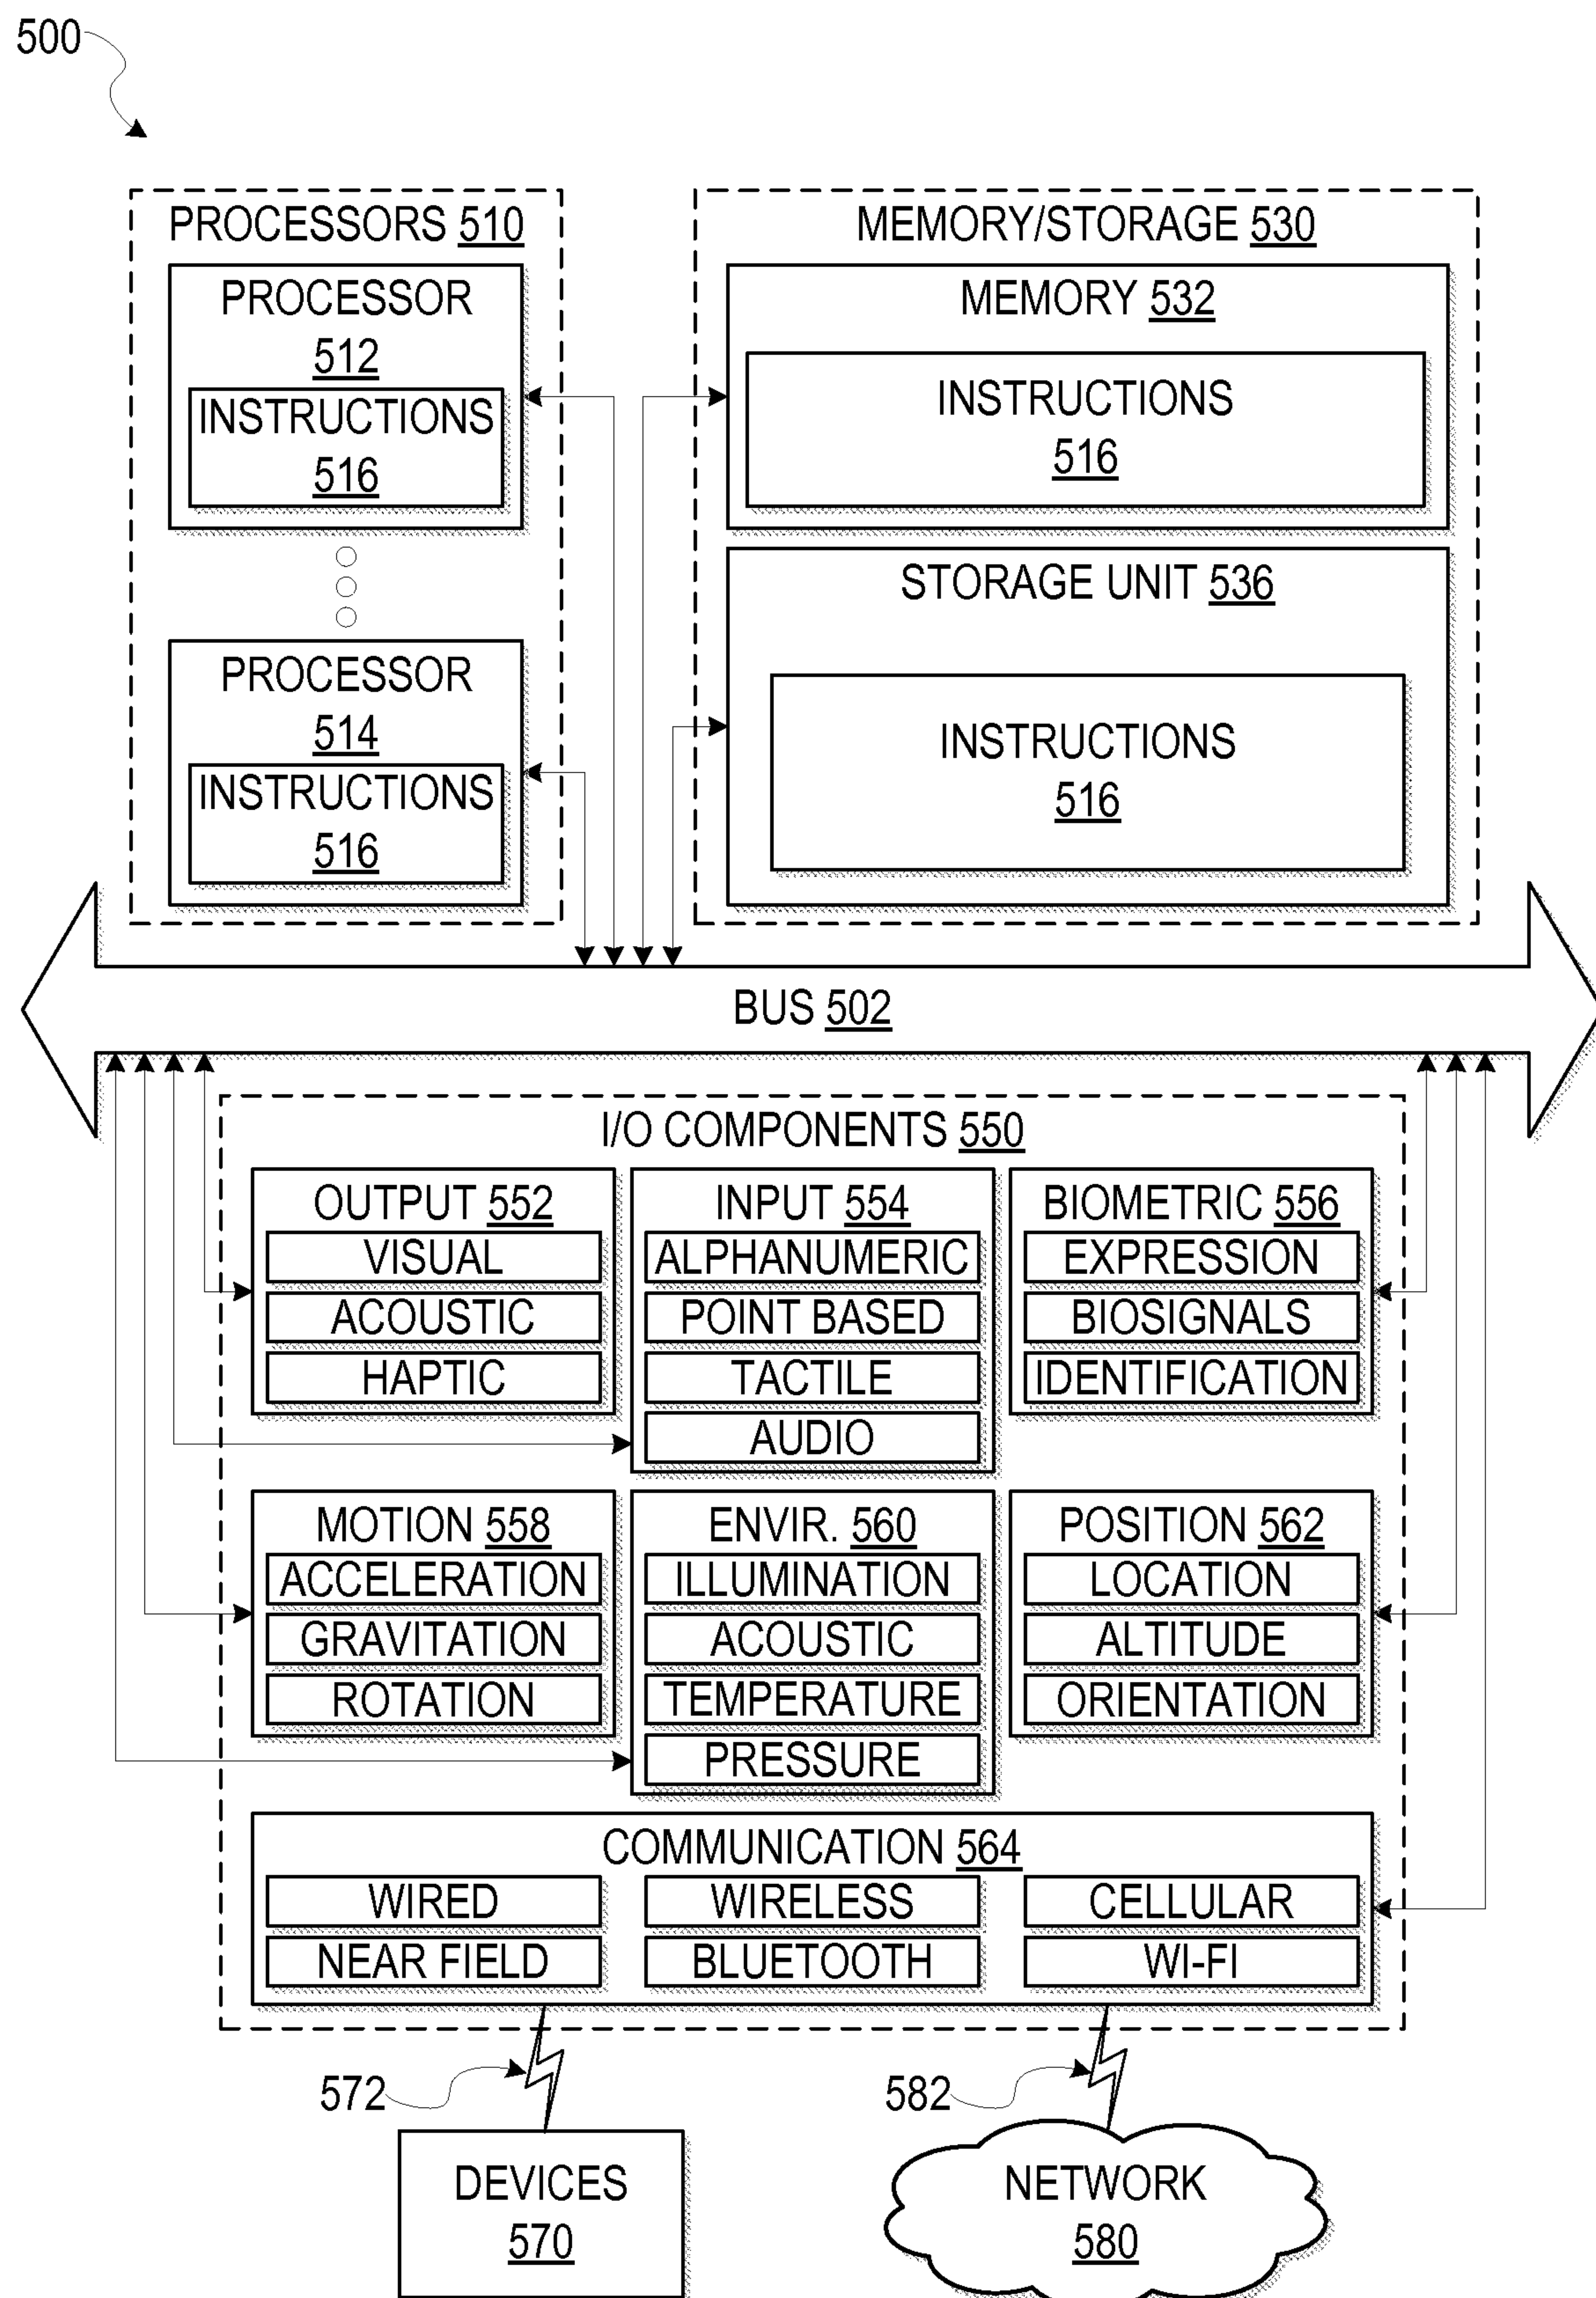 500
PROCESSORS 510
PROCESSOR
512
INSTRUCTIONS
516
PROCESSOR
514
INSTRUCTIONS
516
MEMORY/STORAGE 530
MEMORY 532
INSTRUCTIONS
516
STORAGE UNIT 536
INSTRUCTIONS
516
BUS 502
I/O COMPONENTS 550
OUTPUT 552
VISUAL
ACOUSTIC
HAPTIC
INPUT 554
ALPHANUMERIC
POINT BASED
TACTILE
AUDIO
BIOMETRIC 556
EXPRESSION
BIOSIGNALS
IDENTIFICATION
MOTION 558
ACCELERATION
GRAVITATION
ROTATION
ENVIR. 560
ILLUMINATION
ACOUSTIC
TEMPERATURE
PRESSURE
POSITION 562
LOCATION
ALTITUDE
ORIENTATION
COMMUNICATION 564
WIRED
WIRELESS
CELLULAR
NEAR FIELD
BLUETOOTH
WI-FI
572
582
DEVICES
570
NETWORK
580